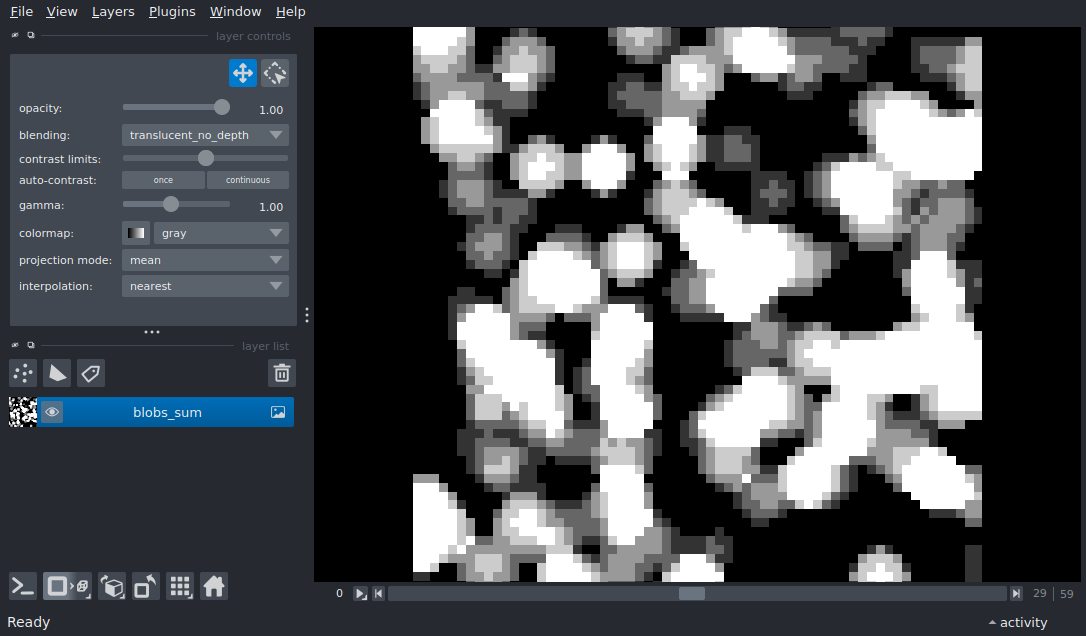 File View Layers Plugins Window Help
layer controls
opacity: 1.00
blending: translucent_no_depth
contrast limits:
auto-contrast: once continuous
gamma: 1.00
colormap: gray
projection mode: mean
interpolation: nearest
layer list
blobs_sum
0 29 59
Ready activity